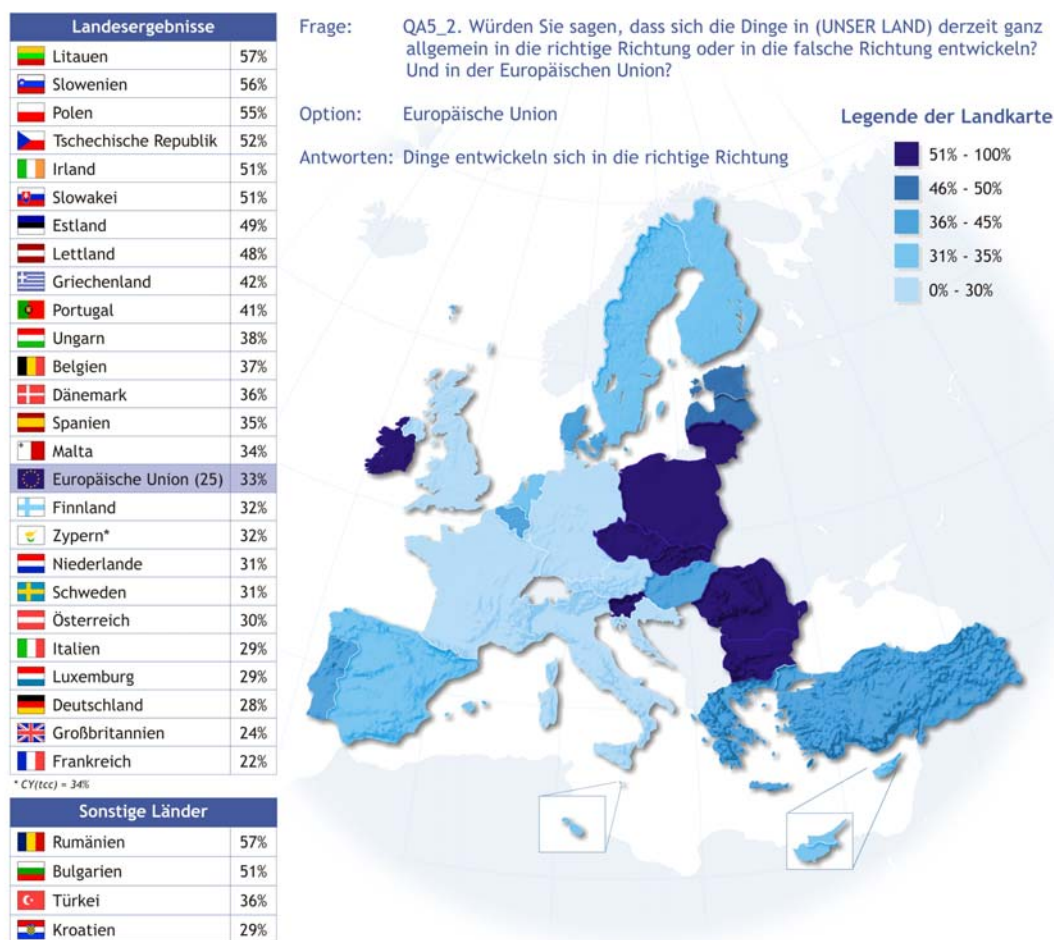 Landesergebnisse
Litauen 57%
Slowenien 56%
Polen 55%
Tschechische Republik 52%
Irland 51%
Slowakei 51%
Estland 49%
Lettland 48%
Griechenland 42%
Portugal 41%
Ungarn 38%
Belgien 37%
Dänemark 36%
Spanien 35%
Malta 34%
Europäische Union (25) 33%
Finnland 32%
Zypern* 32%
Niederlande 31%
Schweden 31%
Österreich 30%
Italien 29%
Luxemburg 29%
Deutschland 28%
Großbritannien 24%
Frankreich 22%
* CY(tcc) = 34%
Sonstige Länder
Rumänien 57%
Bulgarien 51%
Türkei 36%
Kroatien 29%
Frage: QA5_2. Würden Sie sagen, dass sich die Dinge in (UNSER LAND) derzeit ganz
allgemein in die richtige Richtung oder in die falsche Richtung entwickeln?
Und in der Europäischen Union?
Option: Europäische Union
Antworten: Dinge entwickeln sich in die richtige Richtung
Legende der Landkarte
51% - 100%
46% - 50%
36% - 45%
31% - 35%
0% - 30%